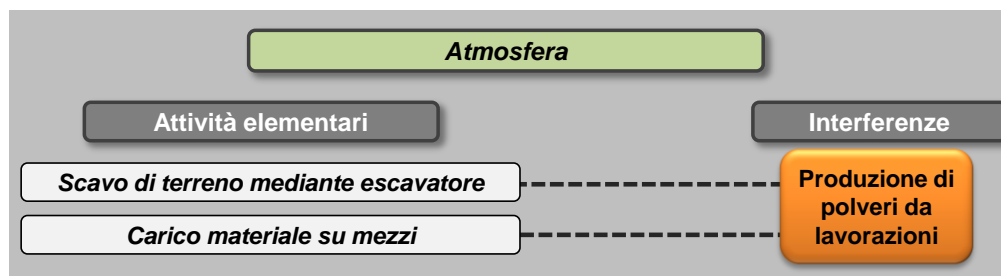 Atmosfera
Attività elementari
Interferenze
Scavo di terreno mediante escavatore
Carico materiale su mezzi
Produzione di
polveri da
lavorazioni